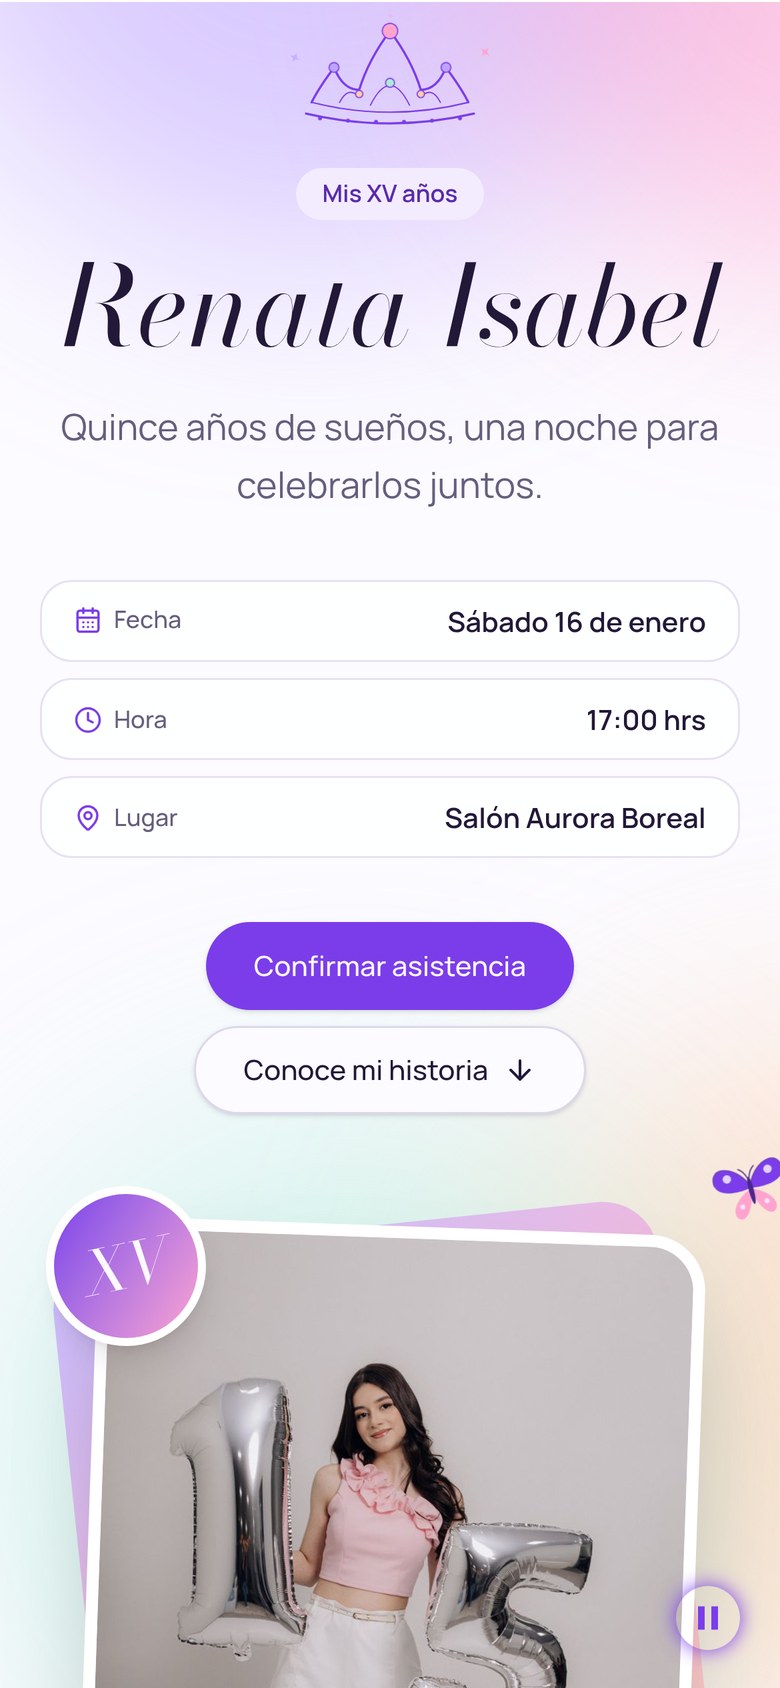 Mis XV años
Renata Isabel
Quince años de sueños, una noche para
celebrarlos juntos.
Fecha
Sábado 16 de enero
Hora
17:00 hrs
Lugar
Salón Aurora Boreal
Confirmar asistencia
Conoce mi historia ↓
XV
15